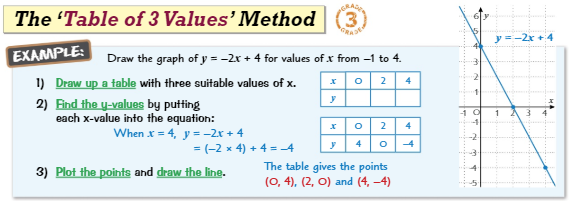 The ‘Table of 3 Values’ Method
GRADE 3 GRADE
EXAMPLE:
Draw the graph of y = –2x + 4 for values of x from –1 to 4.
1) Draw up a table with three suitable values of x.
x 0 2 4
y
2) Find the y-values by putting
each x-value into the equation:
When x = 4, y = –2x + 4
= (–2 × 4) + 4 = –4
x 0 2 4
y 4 0 –4
3) Plot the points and draw the line.
The table gives the points
(0, 4), (2, 0) and (4, –4)
6 y
y = –2x + 4
5
4
3
2
1
x
-1 0 1 2 3 4
-1
-2
-3
-4
-5